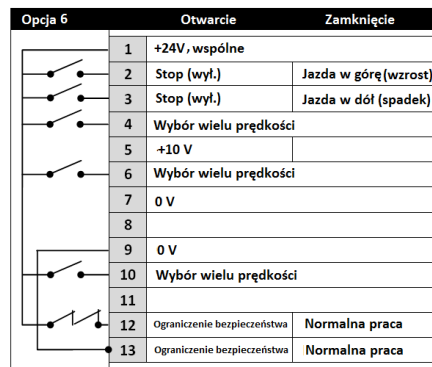 Opcja 6 Otwarcie Zamknięcie
1 +24V, wspólne
2 Stop (wył.) Jazda w górę (wzrost)
3 Stop (wył.) Jazda w dół (spadek)
4 Wybór wielu prędkości
5 +10 V
6 Wybór wielu prędkości
7 0 V
8
9 0 V
10 Wybór wielu prędkości
11
12 Ograniczenie bezpieczeństwa Normalna praca
13 Ograniczenie bezpieczeństwa Normalna praca